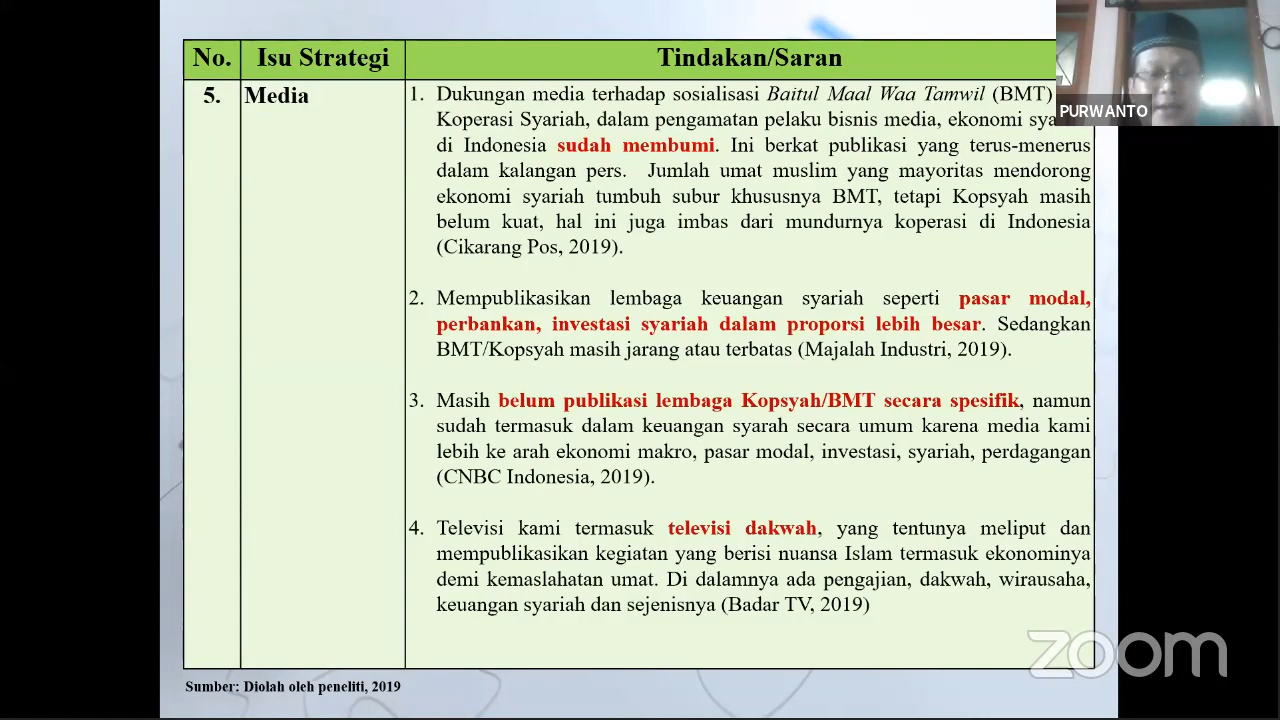 No. Isu Strategi Tindakan/Saran
5. Media
1. Dukungan media terhadap sosialisasi Baitul Maal Waa Tamwil (BMT)
Koperasi Syariah, dalam pengamatan pelaku bisnis media, ekonomi
di Indonesia sudah membumi. Ini berkat publikasi yang terus-menerus
dalam kalangan pers. Jumlah umat muslim yang mayoritas mendorong
ekonomi syariah tumbuh subur khususnya BMT, tetapi Kopsyah masih
belum kuat, hal ini juga imbas dari mundurnya koperasi di Indonesia
(Cikarang Pos, 2019).
2. Mempublikasikan lembaga keuangan syariah seperti pasar modal,
perbankan, investasi syariah dalam proporsi lebih besar. Sedangkan
BMT/Kopsyah masih jarang atau terbatas (Majalah Industri, 2019).
3. Masih belum publikasi lembaga Kopsyah/BMT secara spesifik, namun
sudah termasuk dalam keuangan syarah secara umum karena media kami
lebih ke arah ekonomi makro, pasar modal, investasi, syariah, perdagangan
(CNBC Indonesia, 2019).
4. Televisi kami termasuk televisi dakwah, yang tentunya meliput dan
mempublikasikan kegiatan yang berisi nuansa Islam termasuk ekonominya
demi kemaslahatan umat. Di dalamnya ada pengajian, dakwah, wirausaha,
keuangan syariah dan sejenisnya (Badar TV, 2019)
Sumber: Diolah oleh peneliti, 2019
PURWANTO
zoom